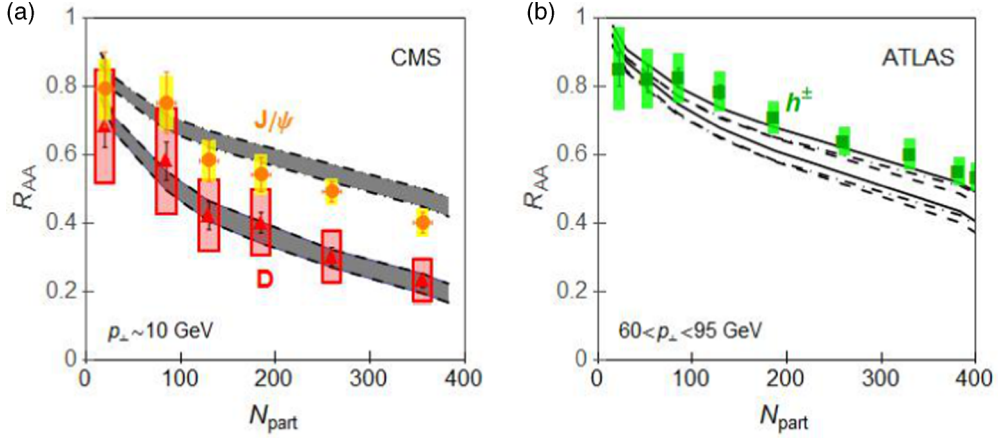 (a)
1
0.8
0.6
0.4
0.2
0
R_AA
CMS
J/ψ
D
p⊥~10 GeV
0 100 200 300 400
N_part
(b)
1
0.8
0.6
0.4
0.2
0
R_AA
ATLAS
h±
60<p⊥<95 GeV
0 100 200 300 400
N_part